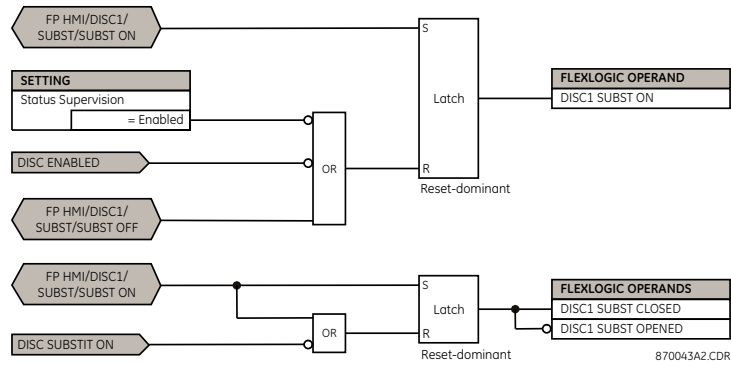 FP HMI/DISC1/
SUBST/SUBST ON
S
SETTING
Status Supervision
= Enabled
Latch
FLEXLOGIC OPERAND
DISC1 SUBST ON
DISC ENABLED
OR
R
Reset-dominant
FP HMI/DISC1/
SUBST/SUBST OFF
FP HMI/DISC1/
SUBST/SUBST ON
S
Latch
FLEXLOGIC OPERANDS
DISC1 SUBST CLOSED
DISC1 SUBST OPENED
OR
R
DISC SUBSTIT ON
Reset-dominant
870043A2.CDR